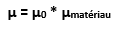 μ = μ₀ * μmatériau